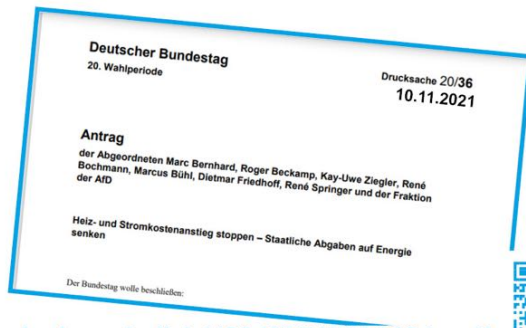 Deutscher Bundestag
20. Wahlperiode
Drucksache 20/36
10.11.2021
Antrag
der Abgeordneten Marc Bernhard, Roger Beckamp, Kay-Uwe Ziegler, René
Bochmann, Marcus Bühl, Dietmar Friedhoff, René Springer und der Fraktion
der AfD
Heiz- und Stromkostenanstieg stoppen – Staatliche Abgaben auf Energie
senken
Der Bundestag wolle beschließen: